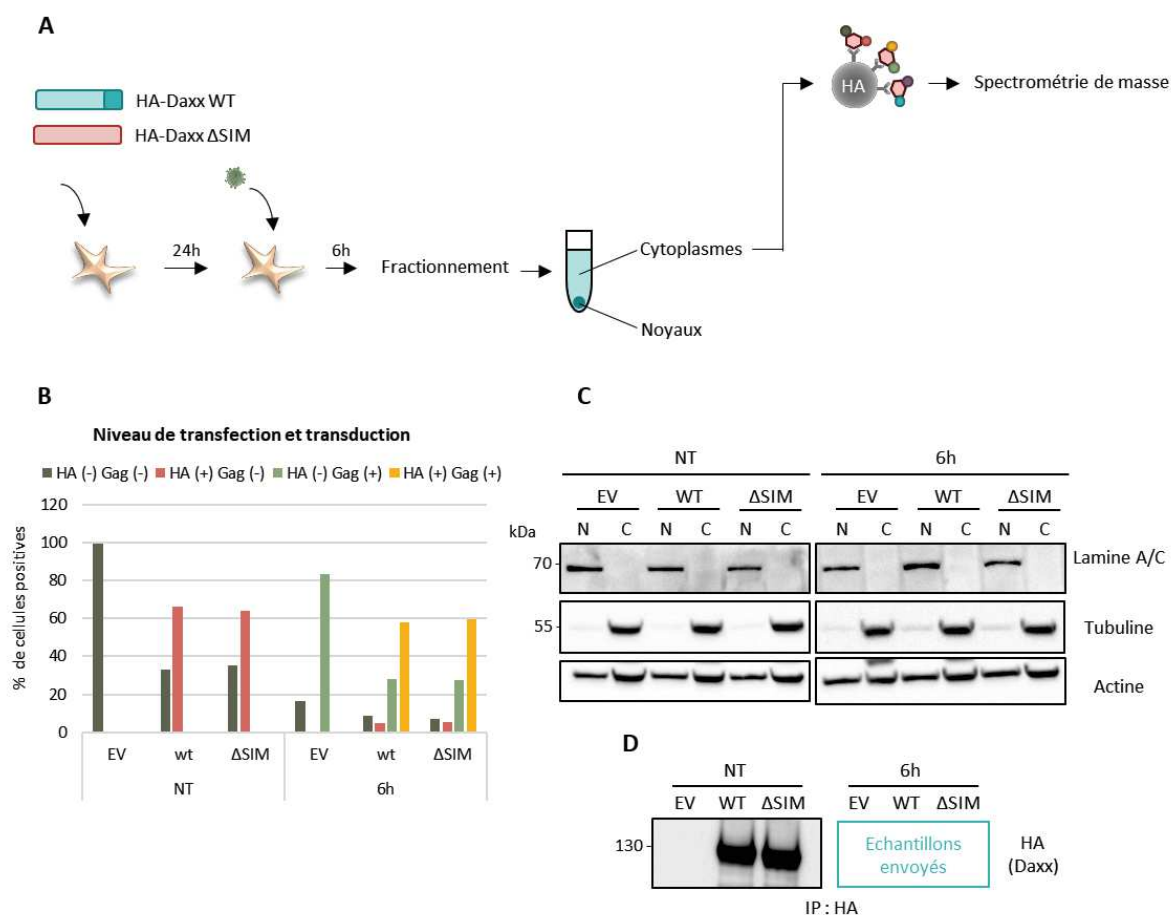 A
HA-Daxx WT
HA-Daxx ΔSIM
24h
6h
Fractionnement
Cytoplasmes
Noyaux
HA
Spectrométrie de masse
B
Niveau de transfection et transduction
HA (-) Gag (-) HA (+) Gag (-) HA (-) Gag (+) HA (+) Gag (+)
% de cellules positives
120
100
80
60
40
20
0
EV wt ΔSIM EV wt ΔSIM
NT 6h
C
NT 6h
EV WT ΔSIM EV WT ΔSIM
kDa N C N C N C N C N C N C
70 Lamine A/C
55 Tubuline
Actine
D
NT 6h
EV WT ΔSIM EV WT ΔSIM
130
Echantillons
envoyés
HA
(Daxx)
IP : HA